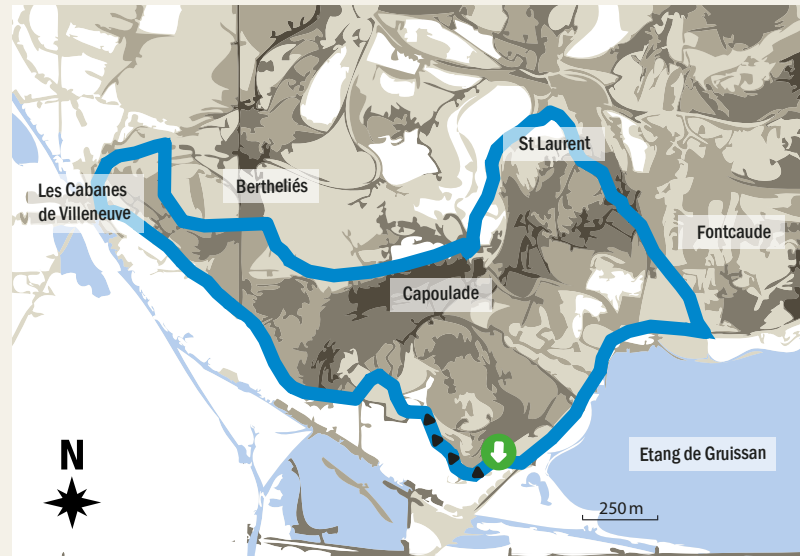 St Laurent
Bertheliés
Les Cabanes
de Villeneuve
Fontcaude
Capoulade
Etang de Gruissan
N
250 m